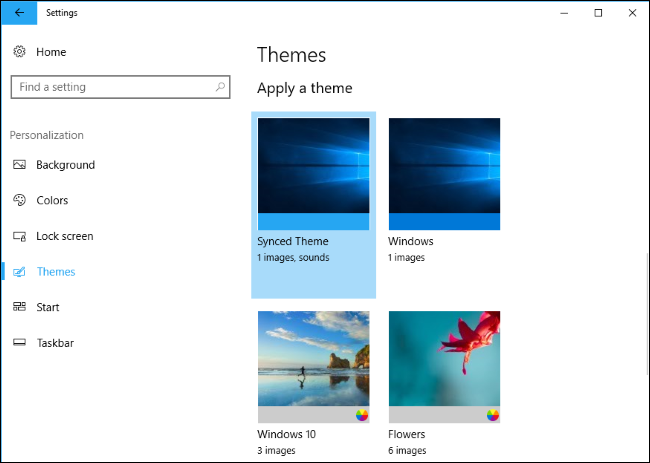 Settings
Home
Find a setting
Personalization
Background
Colors
Lock screen
Themes
Start
Taskbar
Themes
Apply a theme
Synced Theme
1 images, sounds
Windows
1 images
Windows 10
3 images
Flowers
6 images